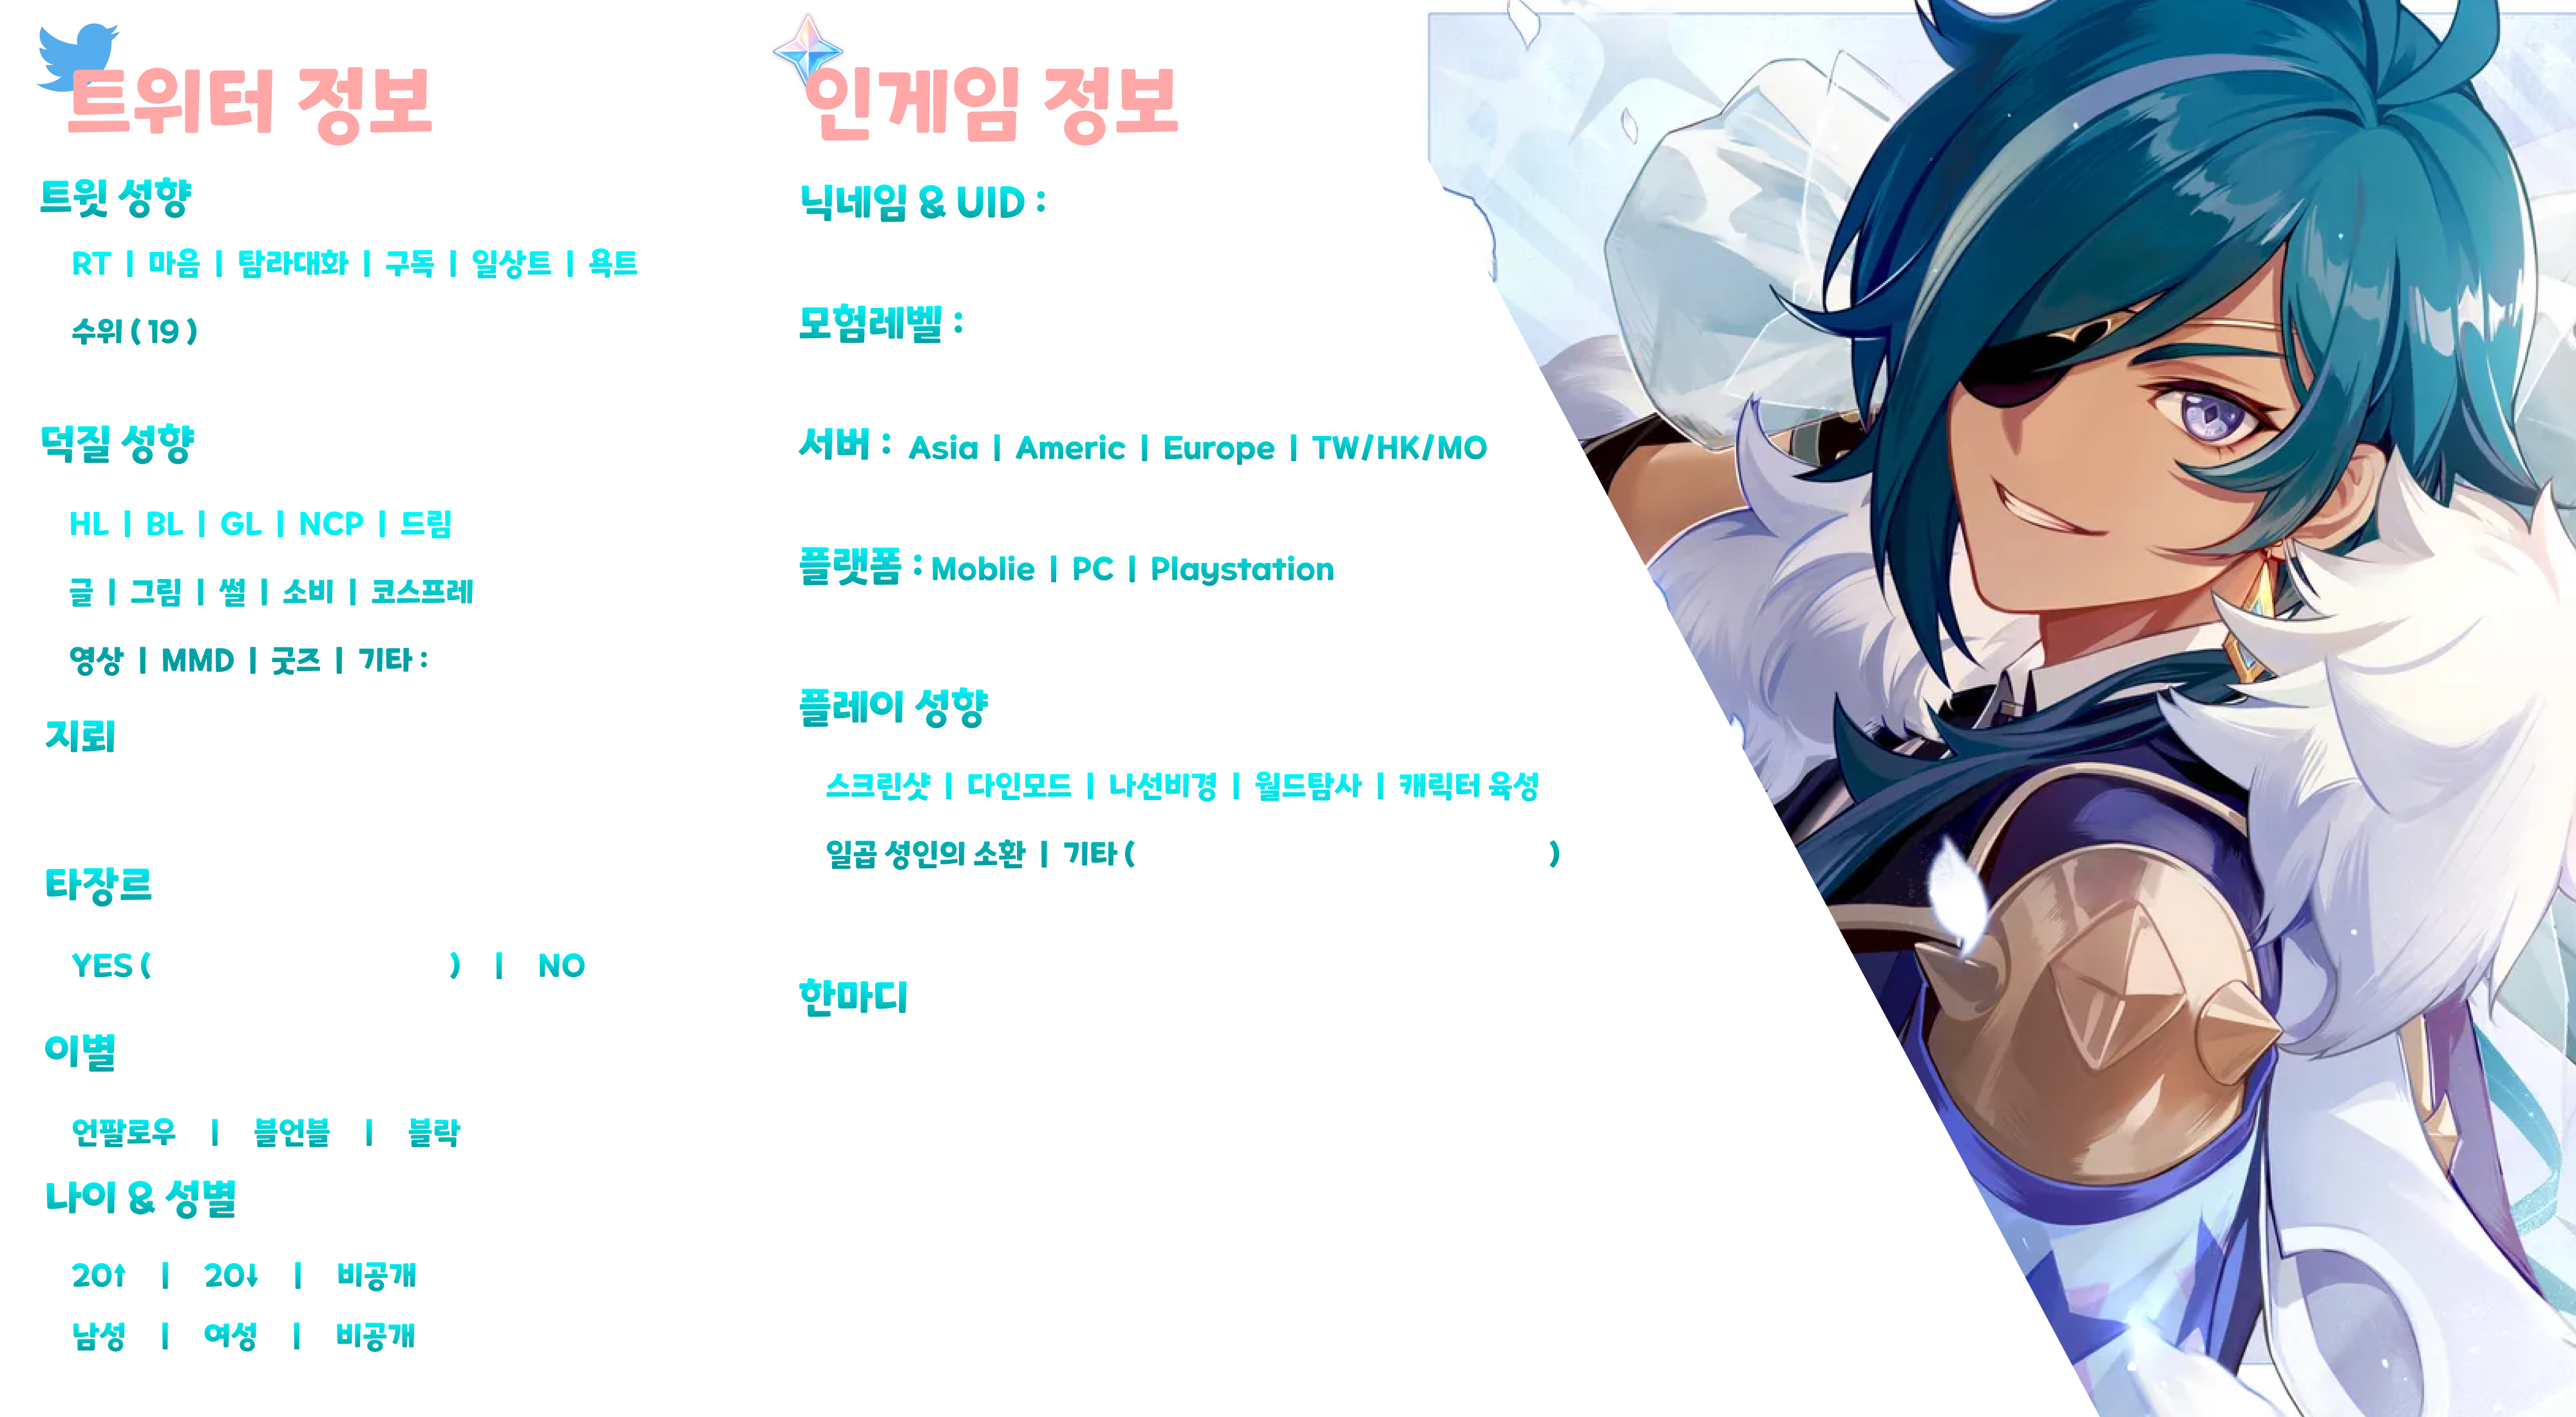 트위터 정보
트윗 성향
RT | 마음 | 탐라대화 | 구독 | 일상트 | 욕트
수위 ( 19 )
덕질 성향
HL | BL | GL | NCP | 드림
글 | 그림 | 썰 | 소비 | 코스프레
영상 | MMD | 굿즈 | 기타 :
지뢰
타장르
YES ( ) | NO
이별
언팔로우 | 블언블 | 블락
나이 & 성별
20↑ | 20↓ | 비공개
남성 | 여성 | 비공개
인게임 정보
닉네임 & UID :
모험레벨 :
서버 : Asia | Americ | Europe | TW/HK/MO
플랫폼 : Moblie | PC | Playstation
플레이 성향
스크린샷 | 다인모드 | 나선비경 | 월드탐사 | 캐릭터 육성
일곱 성인의 소환 | 기타 ( )
한마디